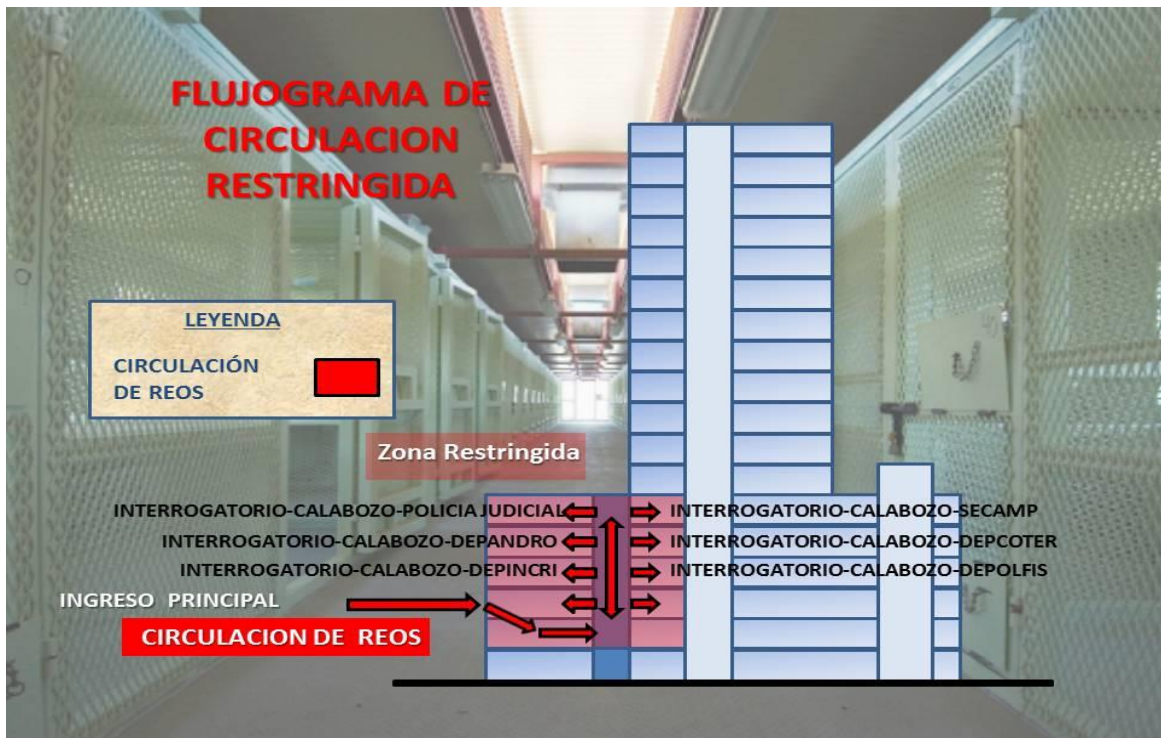 FLUJOGRAMA DE
CIRCULACION
RESTRINGIDA
LEYENDA
CIRCULACIÓN
DE REOS
Zona Restringida
INTERROGATORIO-CALABOZO-POLICIA JUDICIAL
INTERROGATORIO-CALABOZO-SECAMP
INTERROGATORIO-CALABOZO-DEPANDRO
INTERROGATORIO-CALABOZO-DEPCOTER
INTERROGATORIO-CALABOZO-DEPINCRI
INTERROGATORIO-CALABOZO-DEPOLFIS
INGRESO PRINCIPAL
CIRCULACION DE REOS